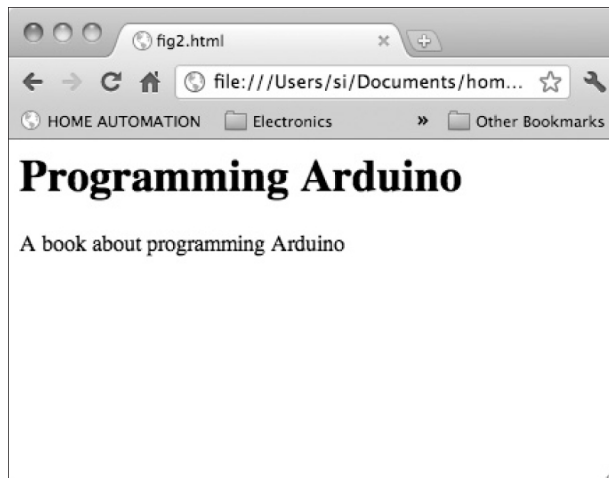 fig2.html
file:///Users/si/Documents/hom...
HOME AUTOMATION Electronics » Other Bookmarks
Programming Arduino
A book about programming Arduino